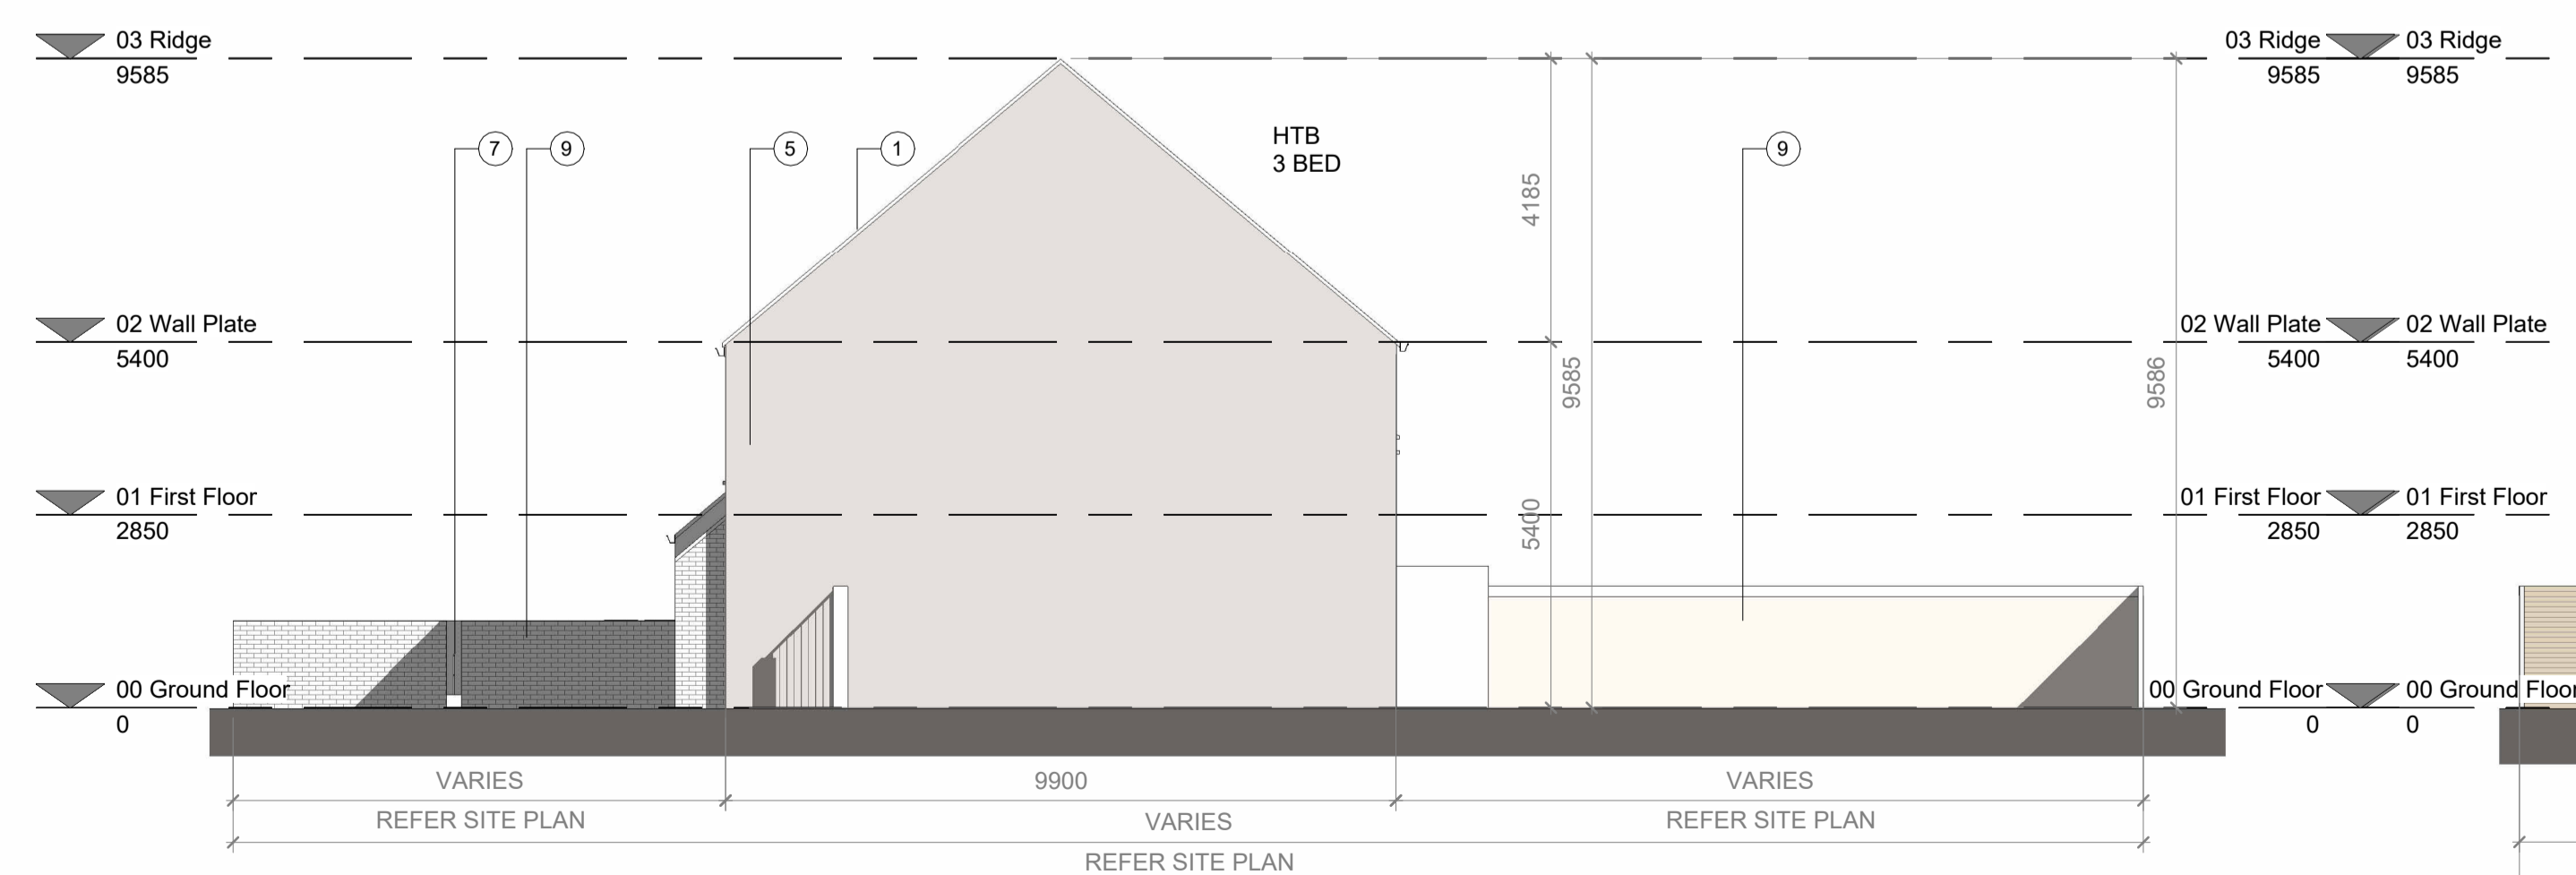 03 Ridge
9585
03 Ridge
9585
03 Ridge
9585
7
9
5
1
HTB
3 BED
9
4185
02 Wall Plate
5400
02 Wall Plate
5400
02 Wall Plate
5400
9585
9586
01 First Floor
2850
5400
01 First Floor
2850
01 First Floor
2850
00 Ground Floor
0
00 Ground Floor
0
00 Ground Floor
0
VARIES
REFER SITE PLAN
9900
VARIES
REFER SITE PLAN
VARIES
REFER SITE PLAN